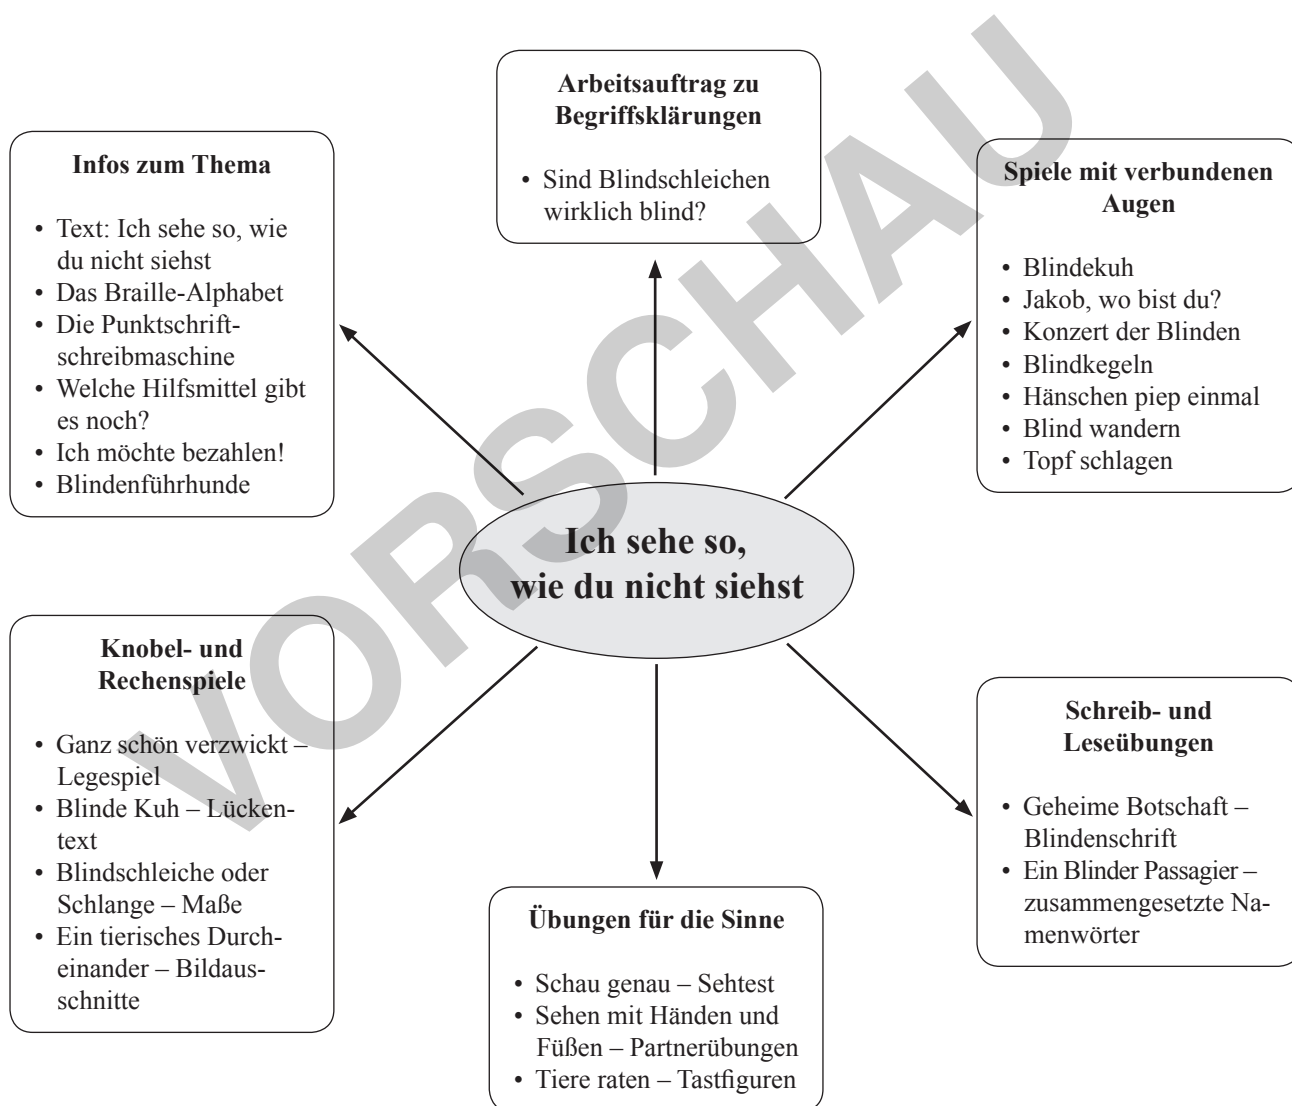 Arbeitsauftrag zu
Begriffsklärungen
• Sind Blindschleichen
wirklich blind?
Infos zum Thema
• Text: Ich sehe so, wie
du nicht siehst
• Das Braille-Alphabet
• Die Punktschrift-
schreibmaschine
• Welche Hilfsmittel gibt
es noch?
• Ich möchte bezahlen!
• Blindenführhunde
Spiele mit verbundenen
Augen
• Blindekuh
• Jakob, wo bist du?
• Konzert der Blinden
• Blindkegeln
• Hänschen piep einmal
• Blind wandern
• Topf schlagen
Ich sehe so,
wie du nicht siehst
Knobel- und
Rechenspiele
• Ganz schön verzwickt –
Legespiel
• Blinde Kuh – Lücken-
text
• Blindschleiche oder
Schlange – Maße
• Ein tierisches Durch-
einander – Bildaus-
schnitte
Übungen für die Sinne
• Schau genau – Sehtest
• Sehen mit Händen und
Füßen – Partnerübungen
• Tiere raten – Tastfiguren
Schreib- und
Leseübungen
• Geheime Botschaft –
Blindenschrift
• Ein Blinder Passagier –
zusammengesetzte Na-
menwörter
VORSCHAU